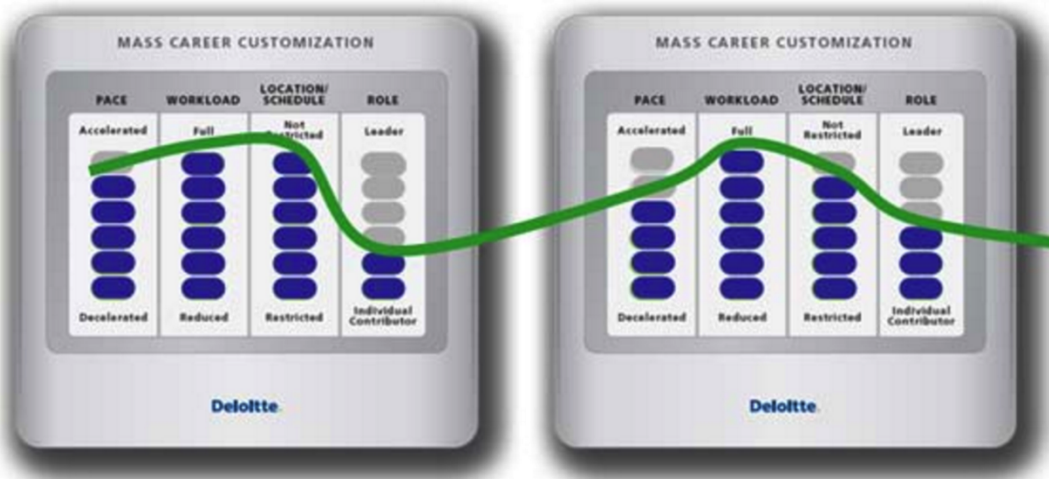 MASS CAREER CUSTOMIZATION
PACE WORKLOAD LOCATION/ SCHEDULE ROLE
Accelerated Full Not Restricted Leader
Decelerated Reduced Restricted Individual Contributor
Deloitte.
MASS CAREER CUSTOMIZATION
PACE WORKLOAD LOCATION/ SCHEDULE ROLE
Accelerated Full Not Restricted Leader
Decelerated Reduced Restricted Individual Contributor
Deloitte.